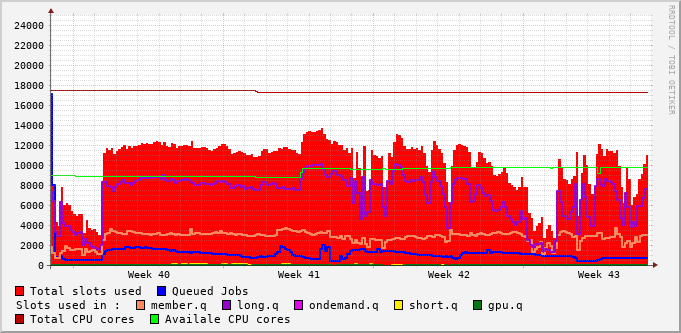 RRDTOOL / TOBI OETIKER
24000
22000
20000
18000
16000
14000
12000
10000
8000
6000
4000
2000
0
Week 40 Week 41 Week 42 Week 43
Total slots used Queued Jobs
Slots used in : member.q long.q ondemand.q short.q gpu.q
Total CPU cores Availale CPU cores